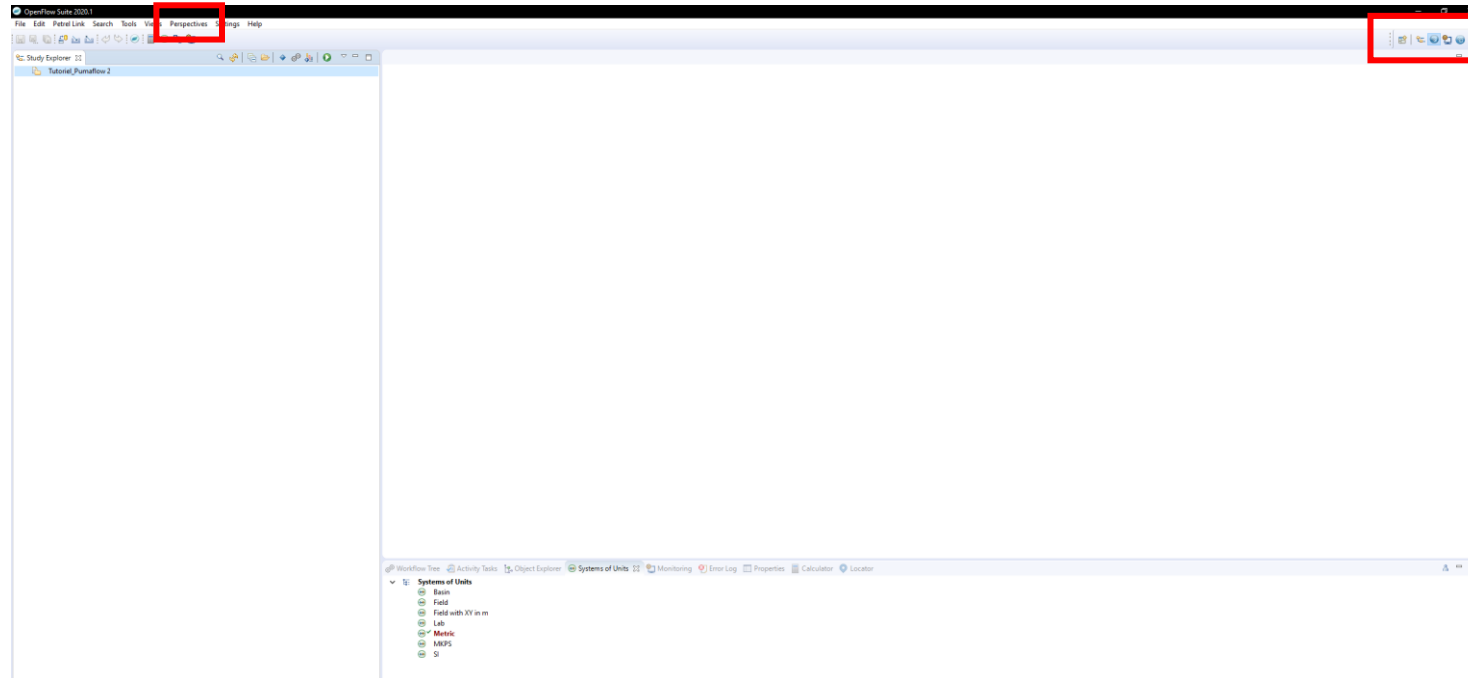 OpenFlow Suite 2020.1
File Edit Petrel Link Search Tools Views Perspectives Settings Help
Study Explorer
Tutoriel_Pumaflow 2
Workflow Tree Activity Tasks Object Explorer Systems of Units Monitoring Error Log Properties Calculator Locator
Systems of Units
Basin
Field
Field with XY in m
Lab
Metric
MKPS
SI